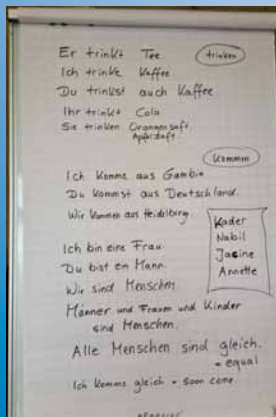 Er trinkt Tee (trinken)
Ich trinke Kaffee
Du trinkst auch Kaffee
Ihr trinkt Cola
Sie trinken Orangensaft
Apfelsaft.
kommen
Ich komme aus Gambia
Du kommst aus Deutschland.
Wir kommen aus Heidelberg.
Kader
Nabil
Jasine
Annette
Ich bin eine Frau.
Du bist ein Mann.
Wir sind Menschen.
Männer und Frauen und Kinder
sind Menschen.
Alle Menschen sind gleich.
= equal
Ich komme gleich = soon come.